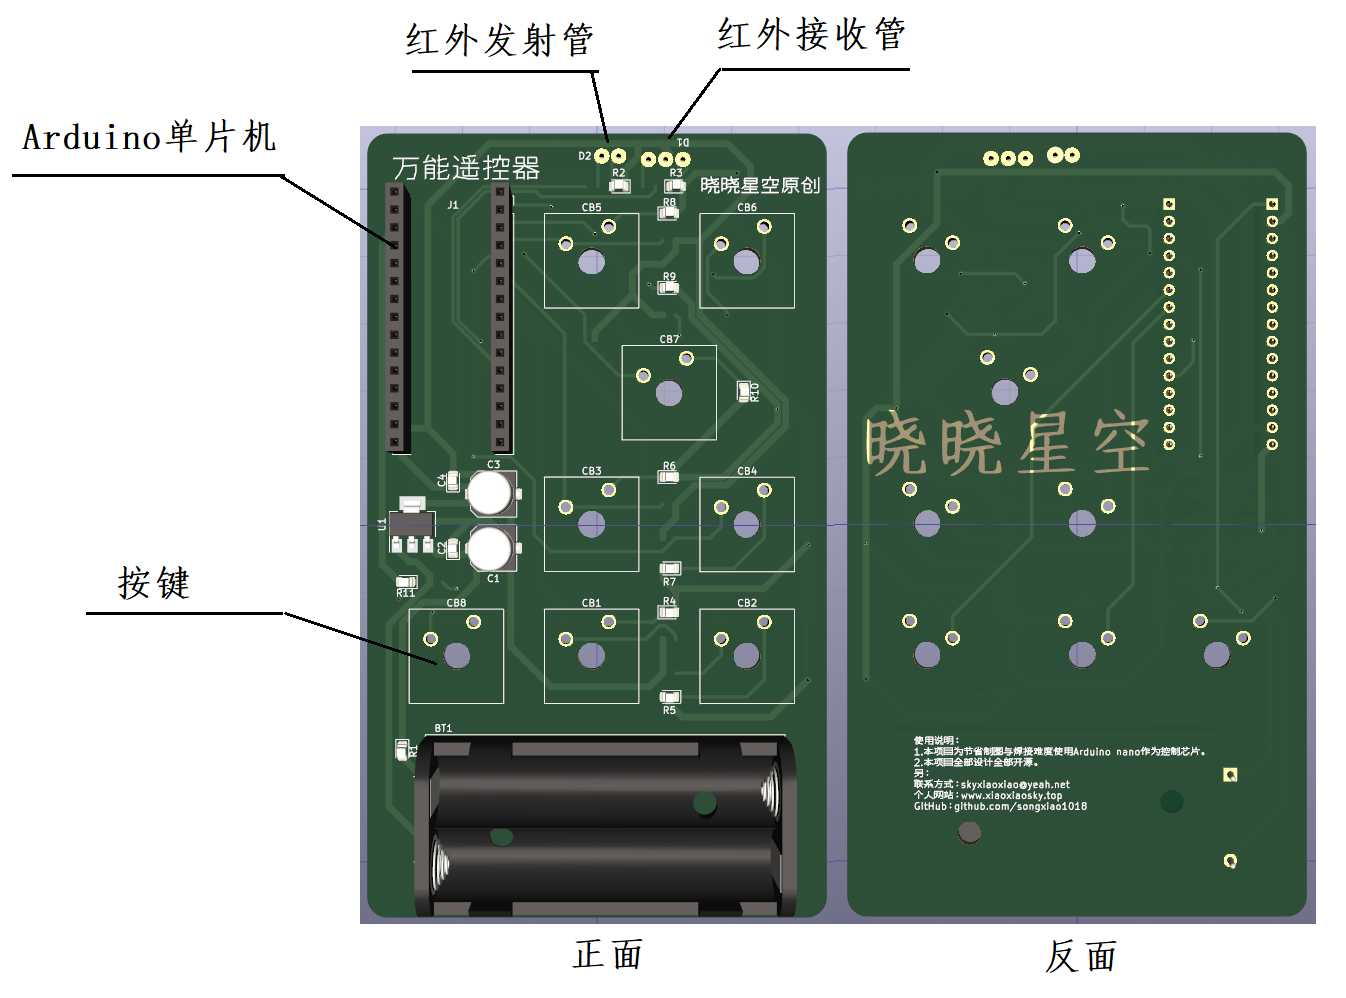 红外发射管
红外接收管
Arduino单片机
D2
D1
万能遥控器
R2
R3
晓晓星空原创
J1
CB5
R8
CB6
R9
CB7
R10
晓晓星空
C4
C3
CB3
R6
CB4
U1
C2
C1
R7
R11
按键
CB8
CB1
R4
CB2
R5
BT1
R1
使用说明：
1.本项目为节省制图与焊接难度使用Arduino nano作为控制芯片。
2.本项目全部设计全部开源。
另：
联系方式：skyxiaoxiao@yeah.net
个人网站：www.xiaoxiaosky.top
GitHub：github.com/songxiao1018
正面
反面